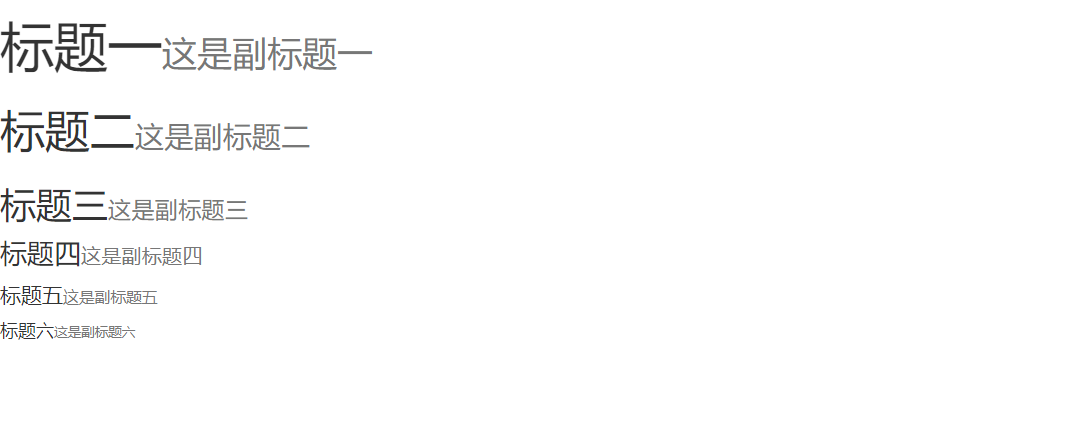 标题一这是副标题一
标题二这是副标题二
标题三这是副标题三
标题四这是副标题四
标题五这是副标题五
标题六这是副标题六